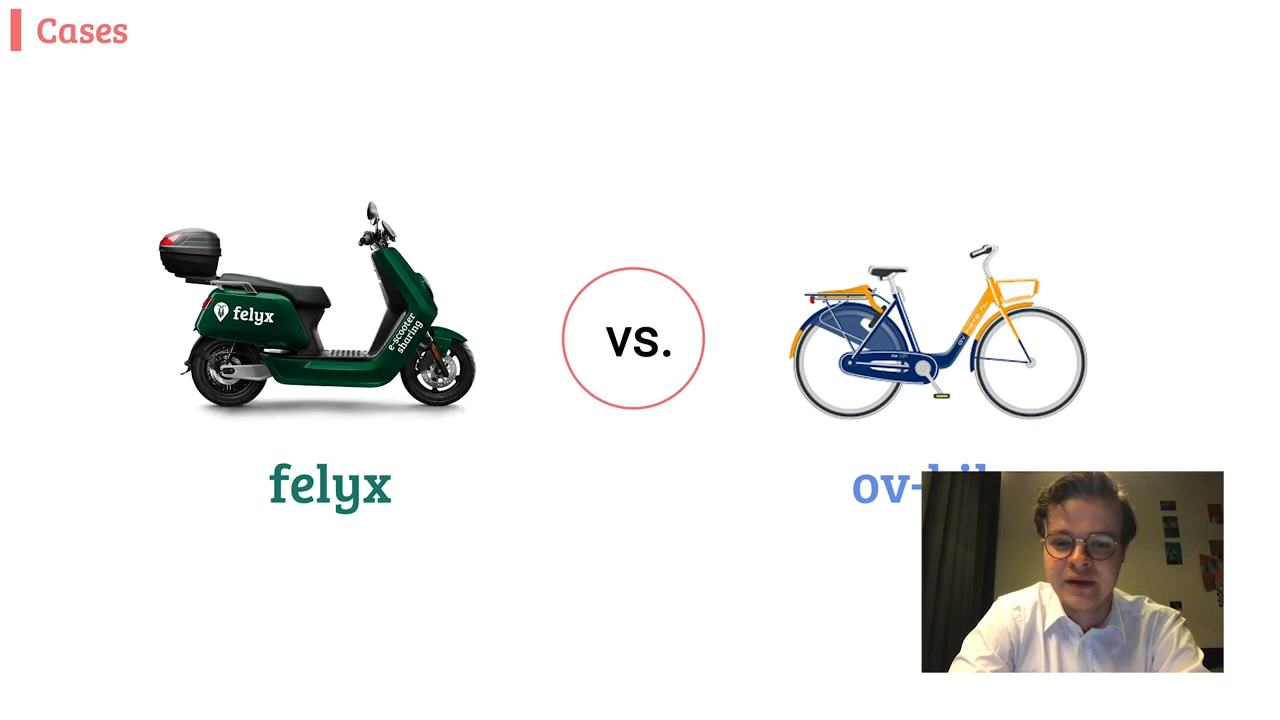 Cases
felyx
e-scooter
sharing
vs.
felyx